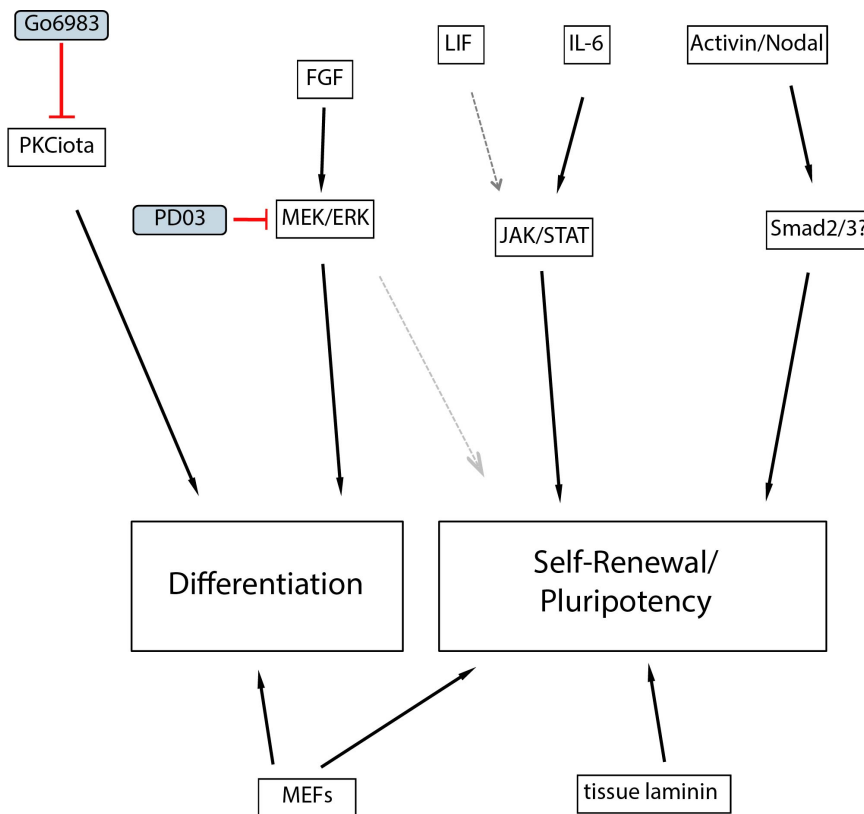 Go6983
LIF
IL-6
Activin/Nodal
FGF
PKCiota
PD03
MEK/ERK
JAK/STAT
Smad2/3?
Differentiation
Self-Renewal/
Pluripotency
MEFs
tissue laminin